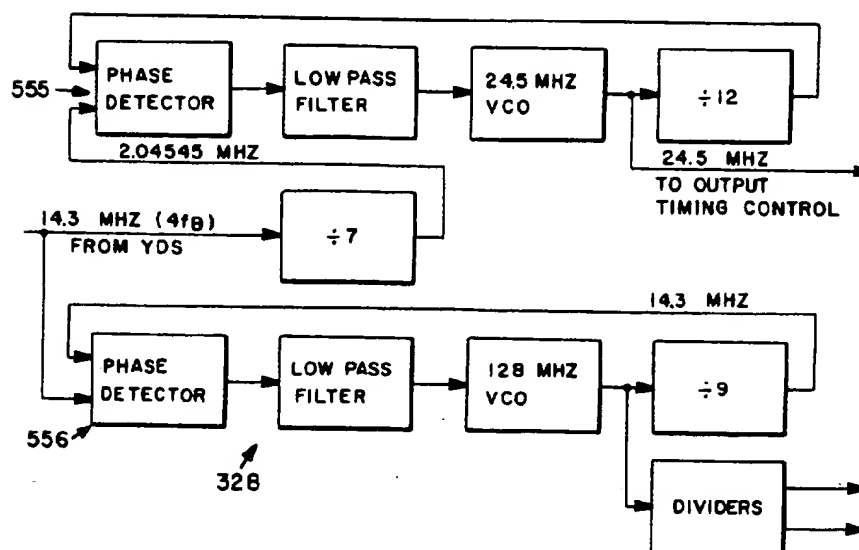 555
PHASE
DETECTOR
LOW PASS
FILTER
24.5 MHZ
VCO
÷12
2.04545 MHZ
24.5 MHZ
TO OUTPUT
TIMING CONTROL
14.3 MHZ (4fB)
FROM YDS
÷7
14.3 MHZ
PHASE
DETECTOR
LOW PASS
FILTER
128 MHZ
VCO
÷9
556
328
DIVIDERS